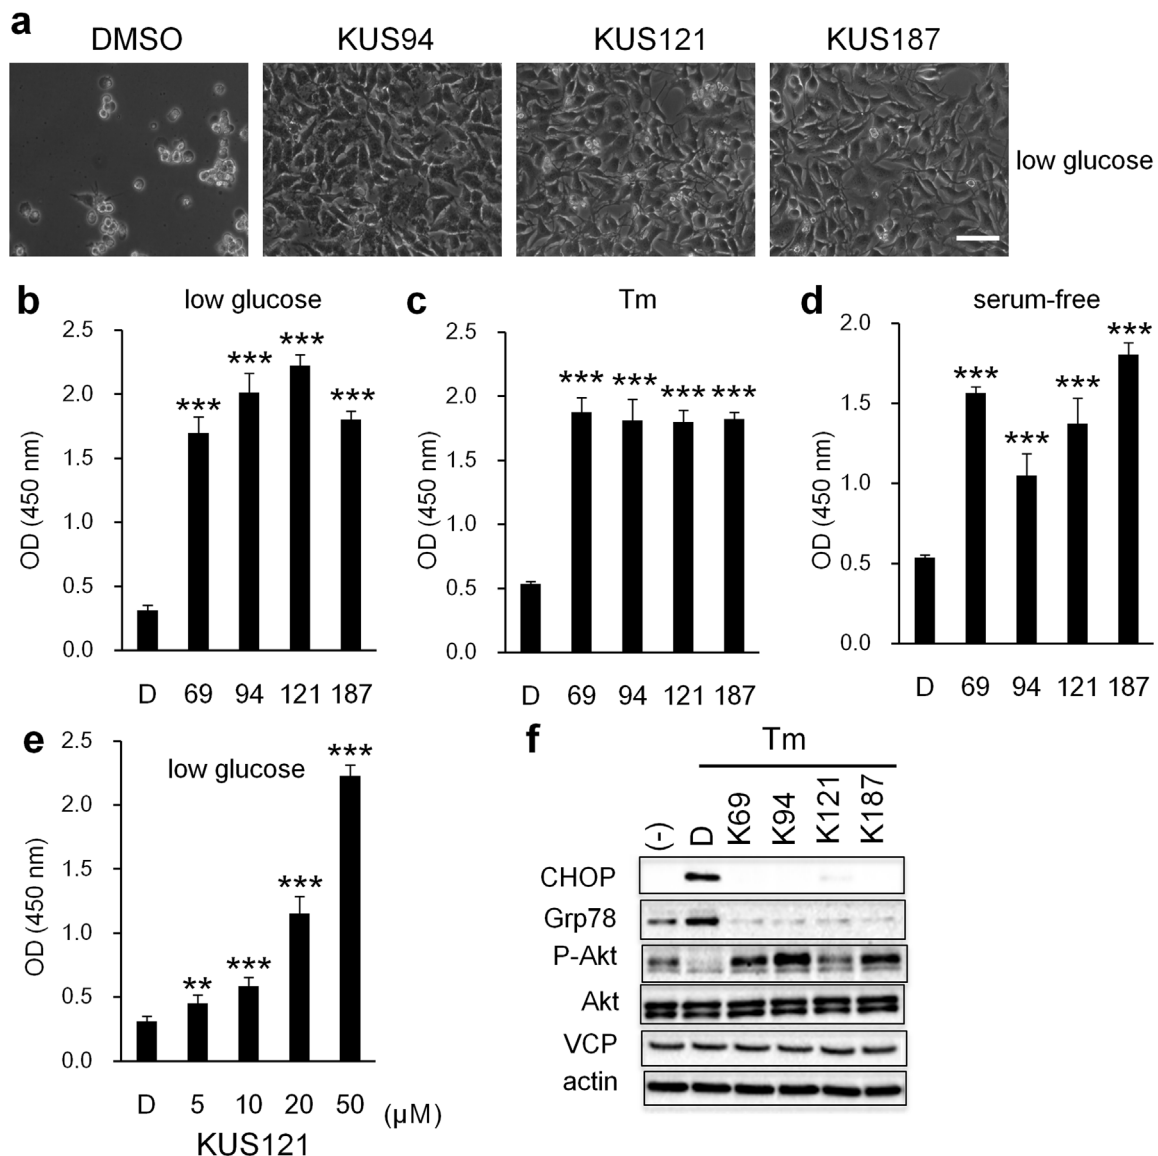 a
DMSO KUS94 KUS121 KUS187
low glucose
b low glucose
2.5
2.0
1.5
1.0
0.5
0.0
OD (450 nm)
*** *** *** ***
D 69 94 121 187
c Tm
2.5
2.0
1.5
1.0
0.5
0.0
OD (450 nm)
*** *** *** ***
D 69 94 121 187
d serum-free
2.0
1.5
1.0
0.5
0.0
OD (450 nm)
*** *** *** ***
D 69 94 121 187
e
low glucose
2.5
2.0
1.5
1.0
0.5
0.0
OD (450 nm)
** *** *** ***
D 5 10 20 50 (μM)
KUS121
f
Tm
(-) D K69 K94 K121 K187
CHOP
Grp78
P-Akt
Akt
VCP
actin